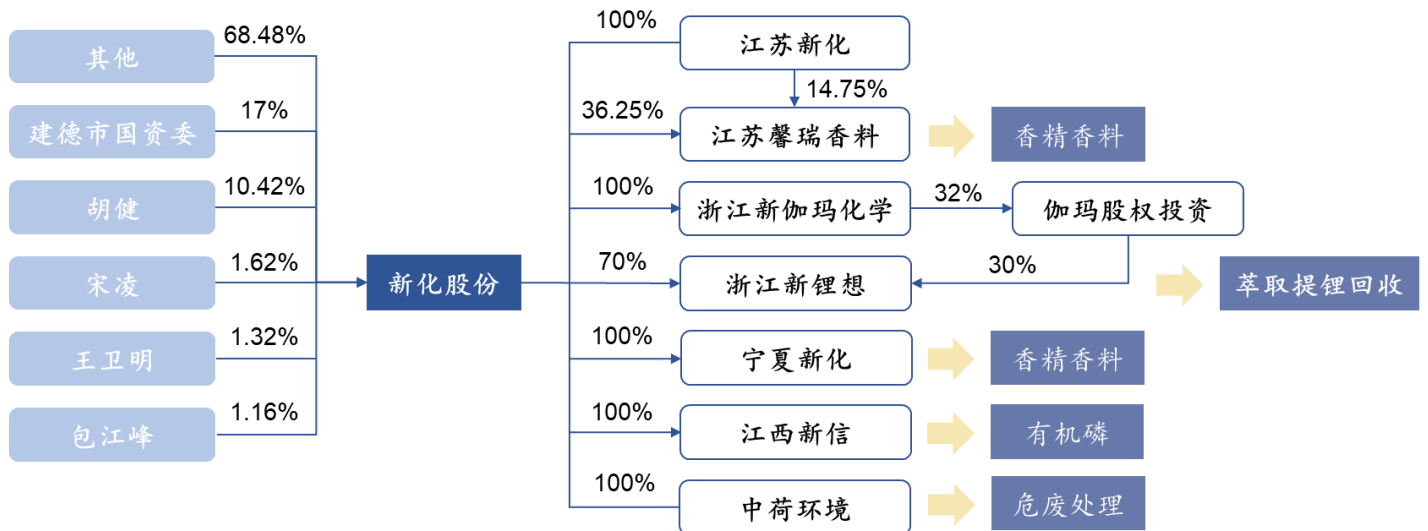 其他
68.48%
建德市国资委
17%
胡健
10.42%
宋凌
1.62%
王卫明
1.32%
包江峰
1.16%
新化股份
100%
江苏新化
14.75%
36.25%
江苏馨瑞香料
香精香料
100%
浙江新伽玛化学
32%
伽玛股权投资
70%
浙江新锂想
30%
萃取提锂回收
100%
宁夏新化
香精香料
100%
江西新信
有机磷
100%
中荷环境
危废处理